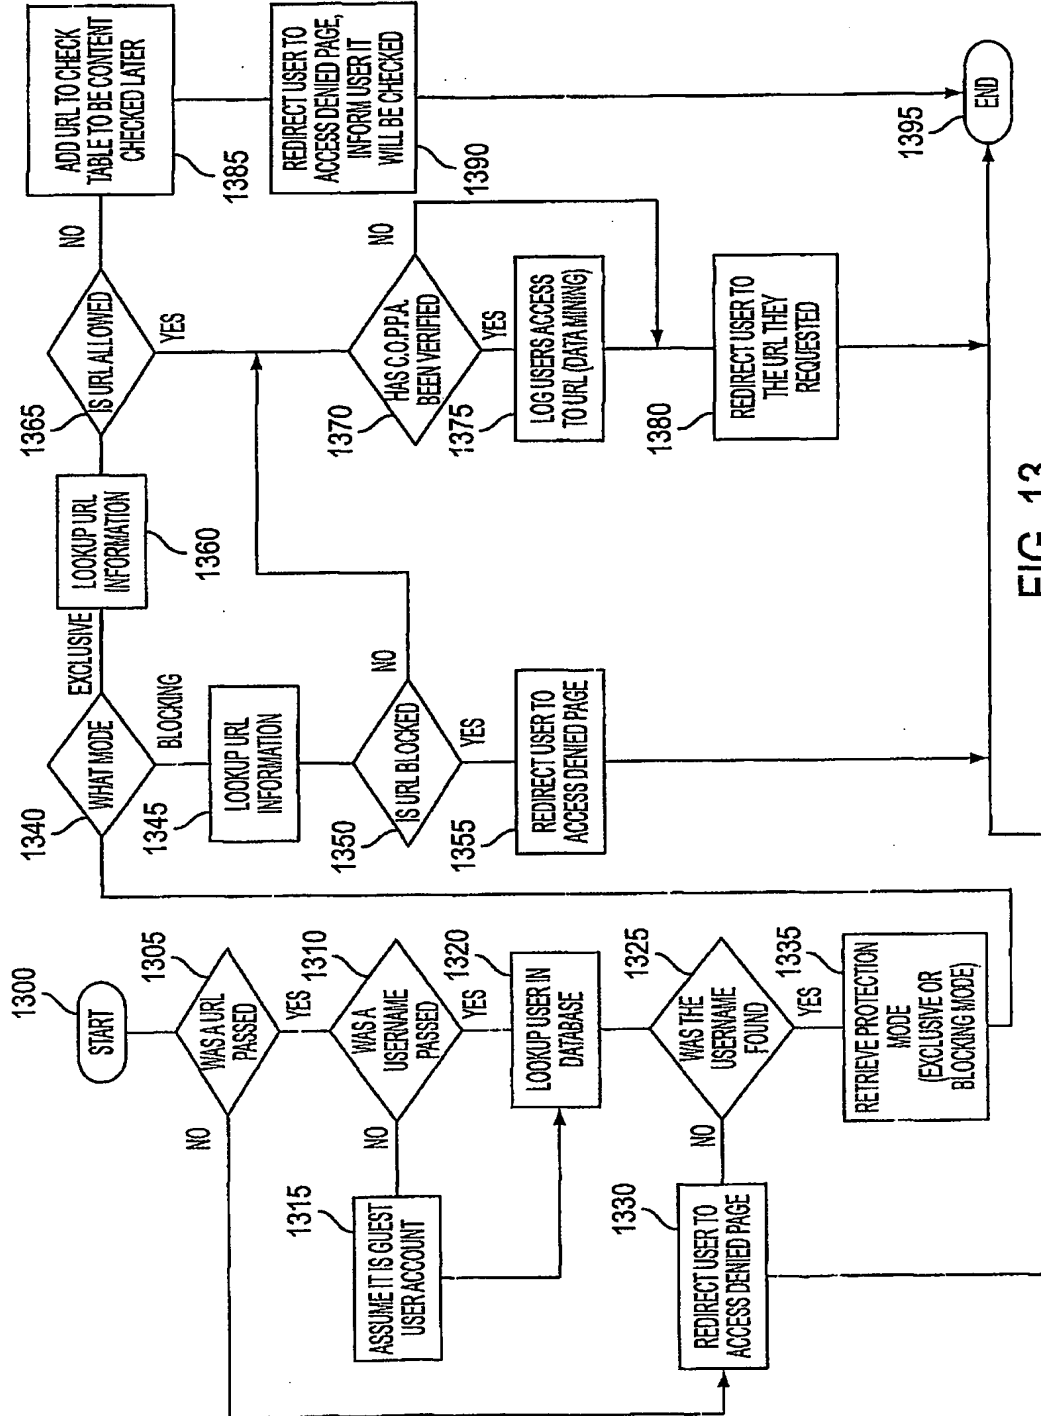 1300
START
1305
WAS A URL
PASSED
NO
YES
1310
WAS A
USERNAME
PASSED
NO
YES
1315
ASSUME IT IS GUEST
USER ACCOUNT
1320
LOOKUP USER IN
DATABASE
1325
WAS THE
USERNAME
FOUND
NO
YES
1330
REDIRECT USER TO
ACCESS DENIED PAGE
1335
RETRIEVE PROTECTION
MODE
(EXCLUSIVE OR
BLOCKING MODE)
1340
WHAT MODE
EXCLUSIVE
BLOCKING
1345
LOOKUP URL
INFORMATION
1350
IS URL BLOCKED
NO
YES
1355
REDIRECT USER TO
ACCESS DENIED PAGE
LOOKUP URL
INFORMATION
1360
1365
IS URL ALLOWED
NO
YES
1370
HAS C.O.P.P.A.
BEEN VERIFIED
NO
YES
1375
LOG USERS ACCESS
TO URL (DATA MINING)
1380
REDIRECT USER TO
THE URL THEY
REQUESTED
ADD URL TO CHECK
TABLE TO BE CONTENT
CHECKED LATER
1385
REDIRECT USER TO
ACCESS DENIED PAGE,
INFORM USER IT
WILL BE CHECKED
1390
1395
END
FIG. 13